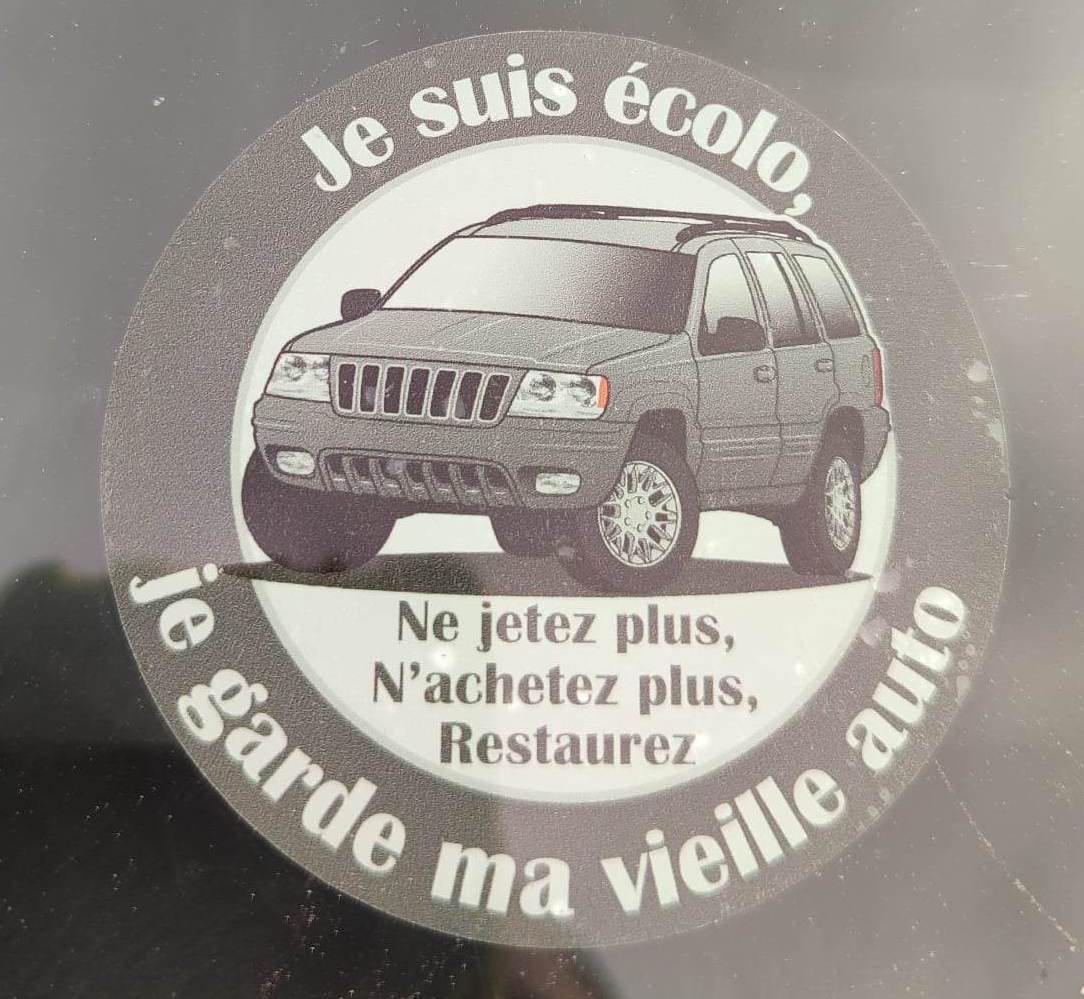 Je suis écolo,
Ne jetez plus,
N'achetez plus,
Restaurez
je garde ma vieille auto